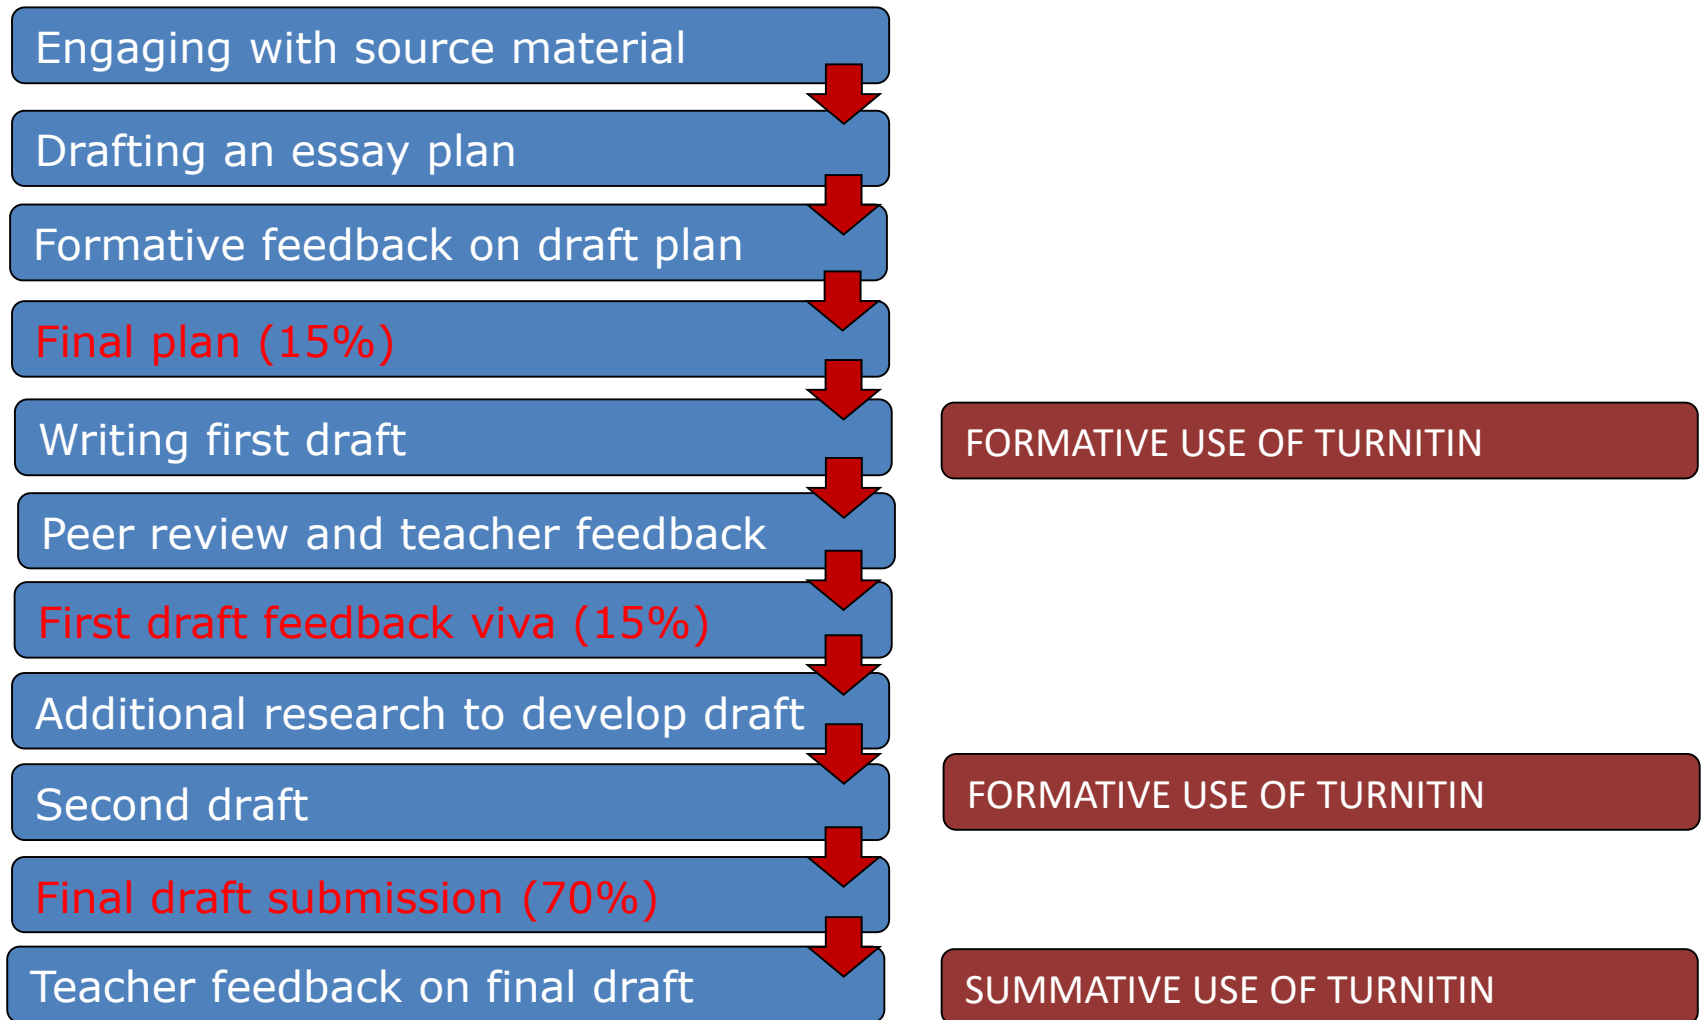 Engaging with source material
Drafting an essay plan
Formative feedback on draft plan
Final plan (15%)
Writing first draft
FORMATIVE USE OF TURNITIN
Peer review and teacher feedback
First draft feedback viva (15%)
Additional research to develop draft
Second draft
FORMATIVE USE OF TURNITIN
Final draft submission (70%)
Teacher feedback on final draft
SUMMATIVE USE OF TURNITIN